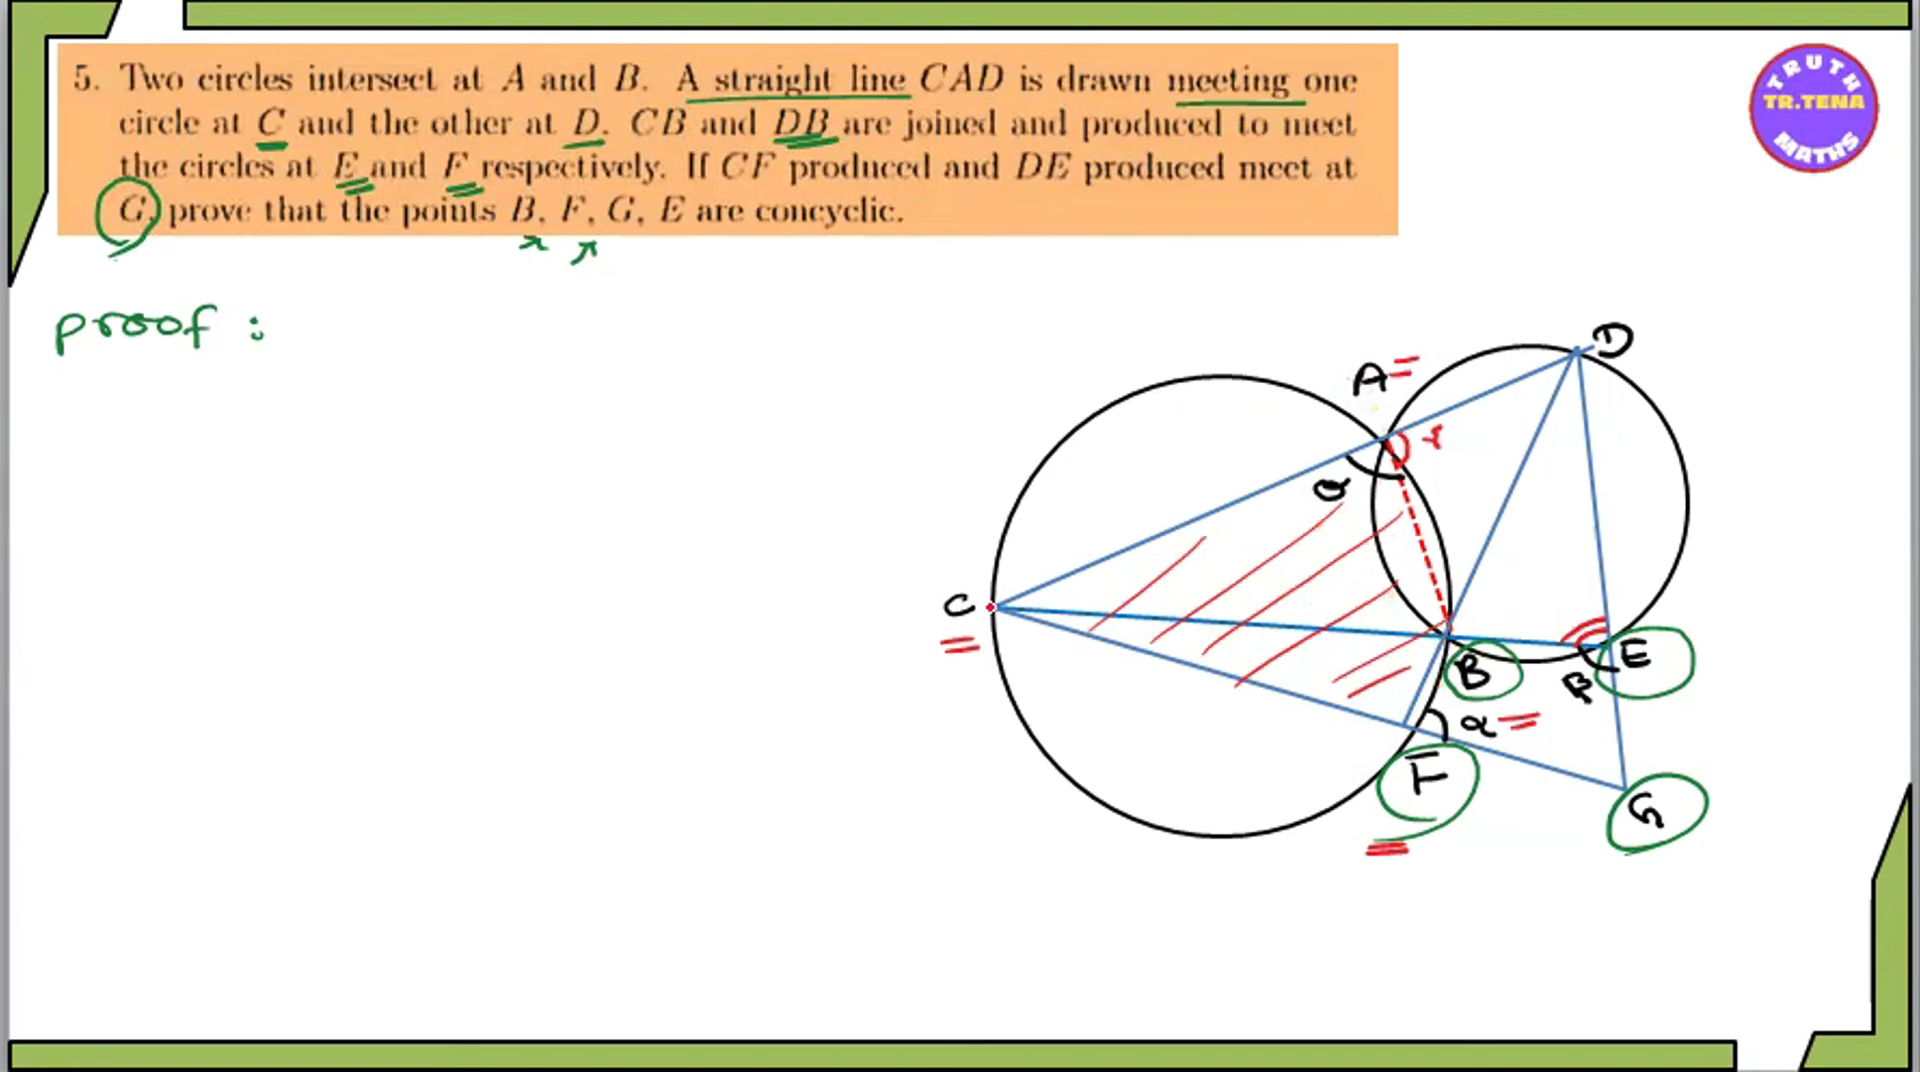 5. Two circles intersect at A and B. A straight line CAD is drawn meeting one
circle at C and the other at D. CB and DB are joined and produced to meet
the circles at E and F respectively. If CF produced and DE produced meet at
G, prove that the points B, F, G, E are concyclic.
TRUTH
TR.TENA
MATHS
proof :
D
A
C
B
E
α
F
G